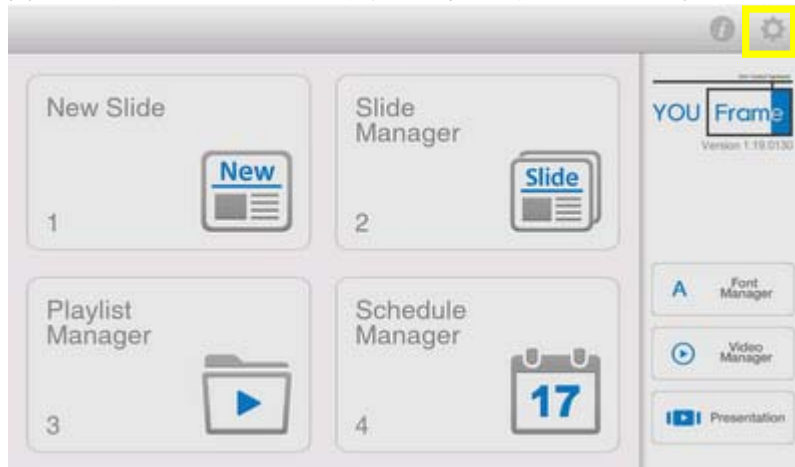 New Slide
New
1
Slide
Manager
Slide
2
YOU Frame
Version 1.19.0130
Playlist
Manager
3
Schedule
Manager
17
4
A Font
Manager
Video
Manager
Presentation